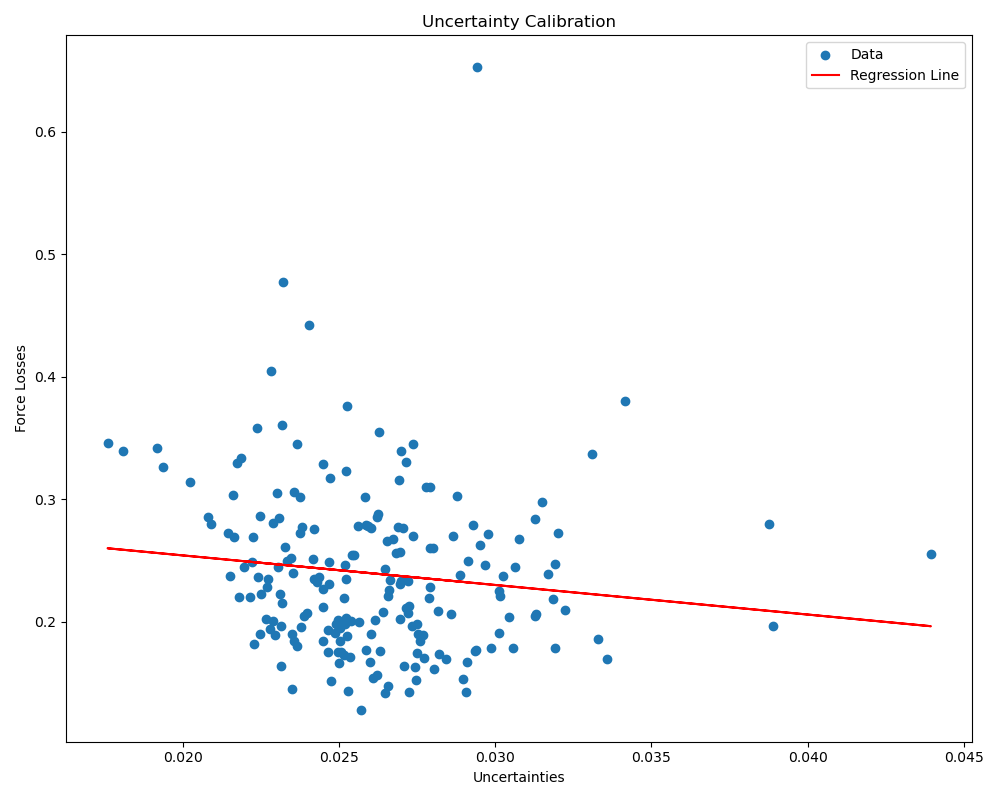 Uncertainty Calibration
Data
Regression Line
0.6
0.5
0.4
0.3
0.2
Force Losses
0.020
0.025
0.030
0.035
0.040
0.045
Uncertainties